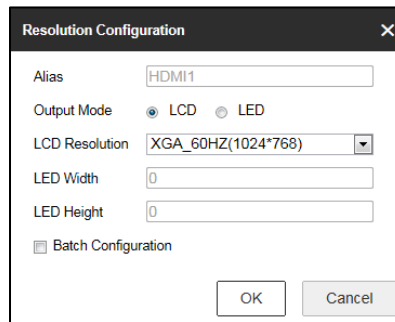 Resolution Configuration
Alias HDMI1
Output Mode LCD LED
LCD Resolution XGA_60HZ(1024*768)
LED Width 0
LED Height 0
Batch Configuration
OK Cancel